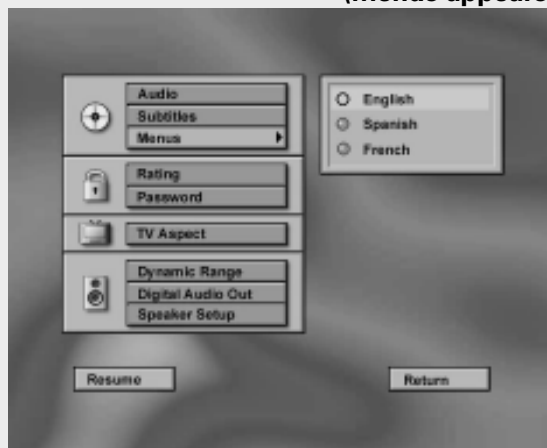 Audio
Subtitles
Menus
Rating
Password
TV Aspect
Dynamic Range
Digital Audio Out
Speaker Setup
English
Spanish
French
Resume
Return